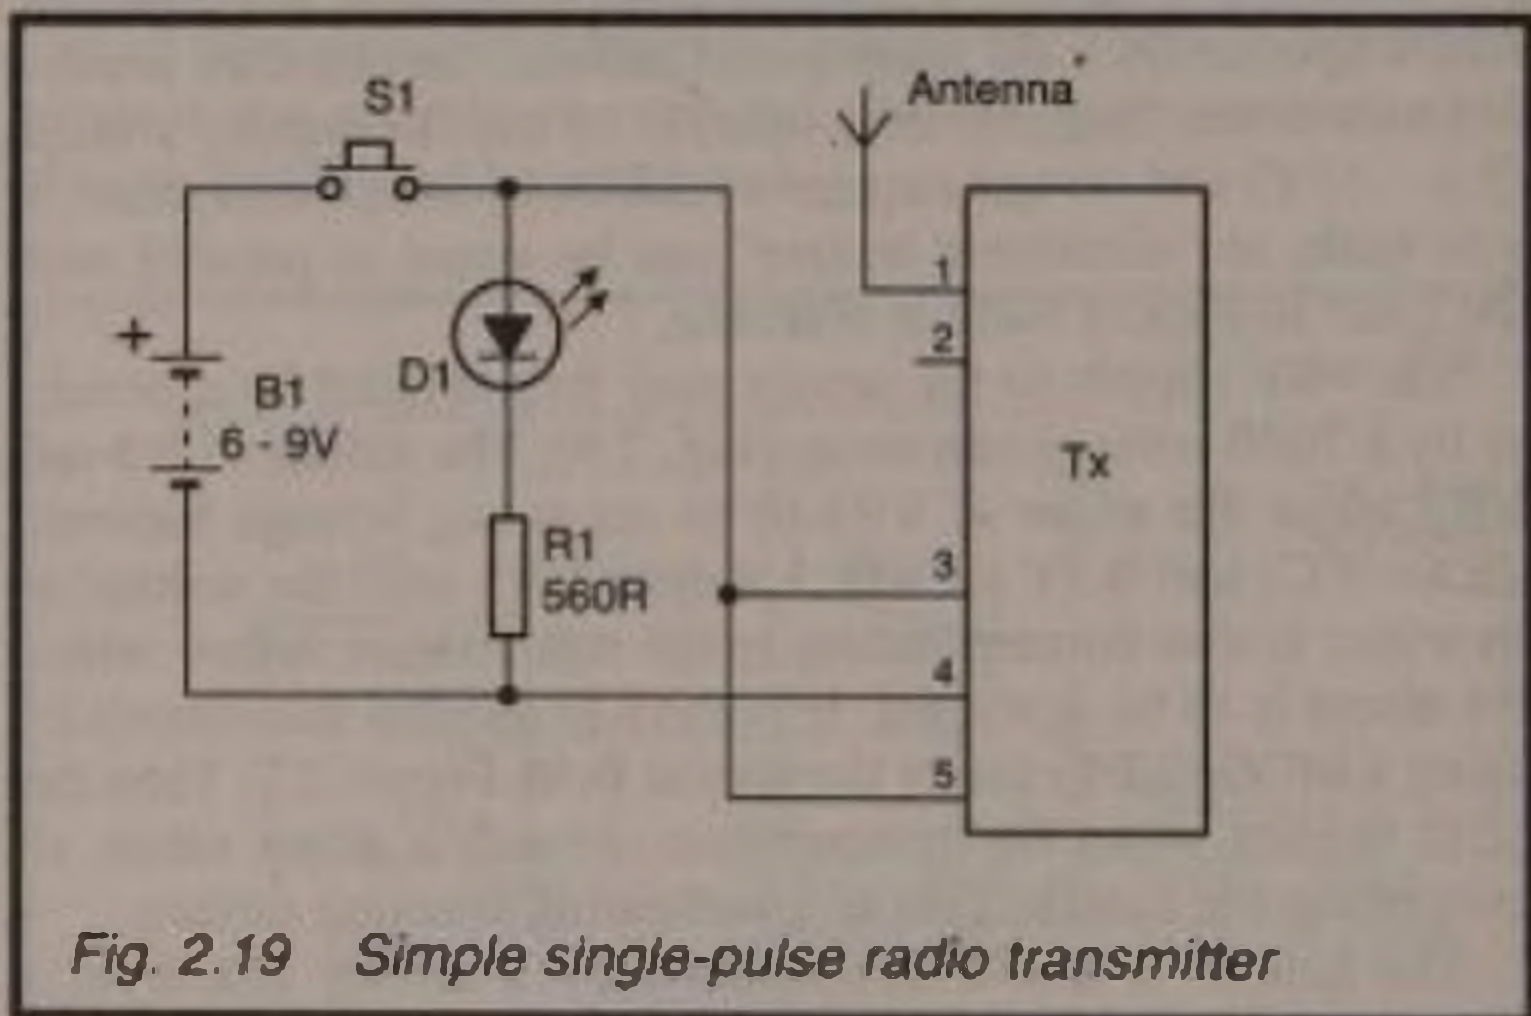 S1
Antenna*
1
+
2
D1
B1
6 - 9V
Tx
R1
560R
3
4
5
Fig. 2.19 Simple single-pulse radio transmitter